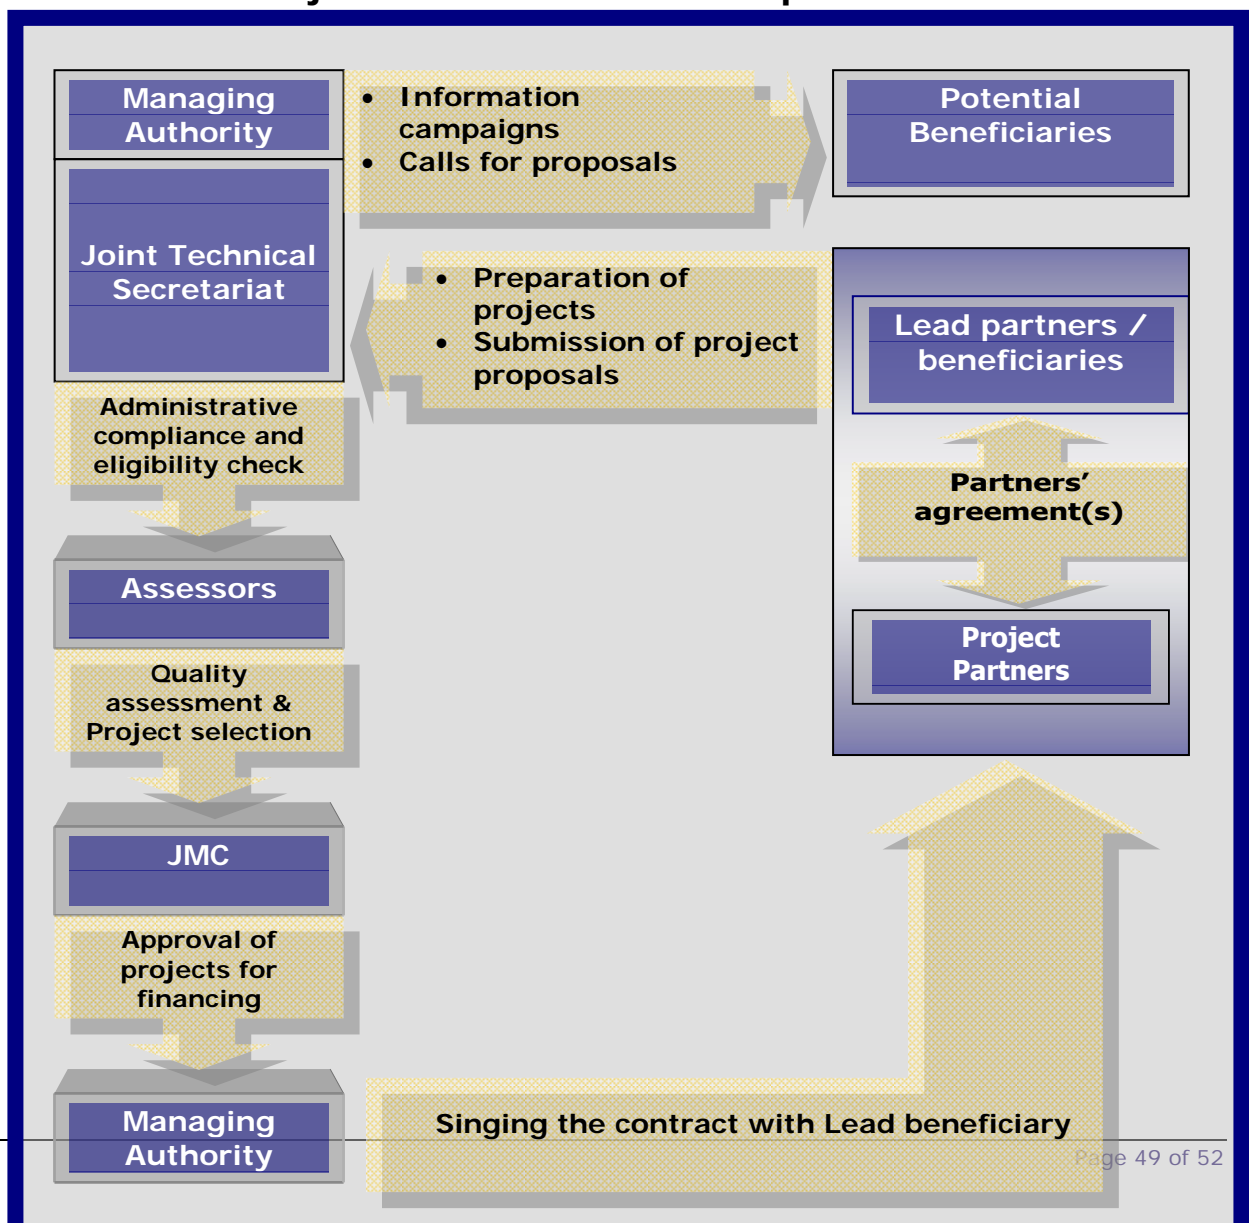 Managing
Authority
• Information
campaigns
• Calls for proposals
Potential
Beneficiaries
Joint Technical
Secretariat
• Preparation of
projects
• Submission of project
proposals
Lead partners /
beneficiaries
Administrative
compliance and
eligibility check
Partners’
agreement(s)
Assessors
Project
Partners
Quality
assessment &
Project selection
JMC
Approval of
projects for
financing
Managing
Authority
Singing the contract with Lead beneficiary
Page 49 of 52